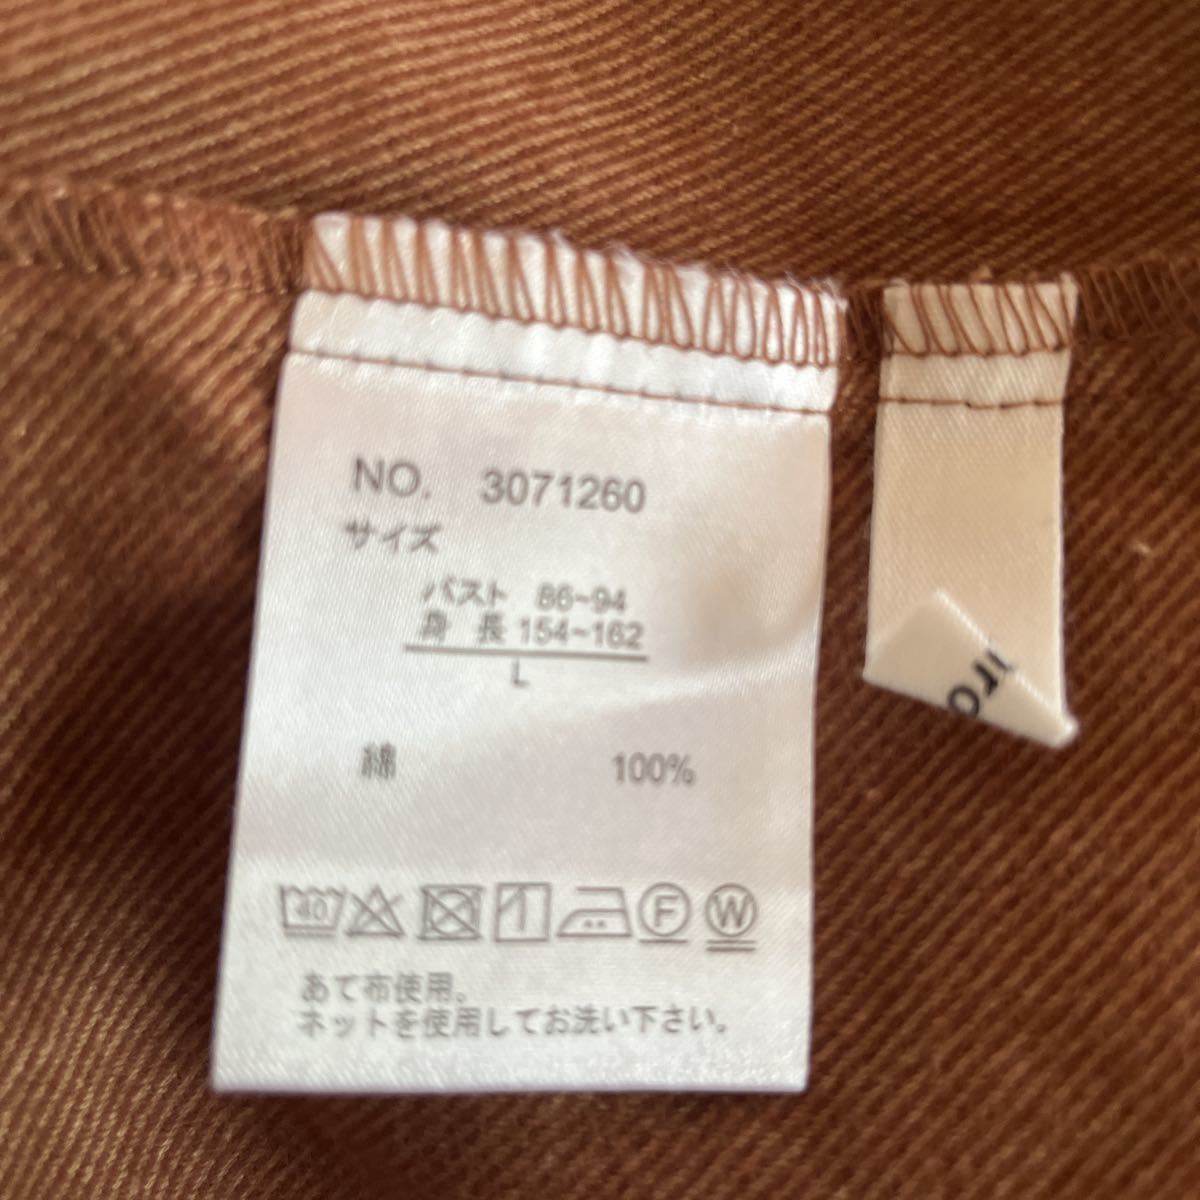 NO. 3071260
サイズ
バスト 86~94
身 長 154~162
L
綿 100%
40 F W
あて布使用。
ネットを使用してお洗い下さい。